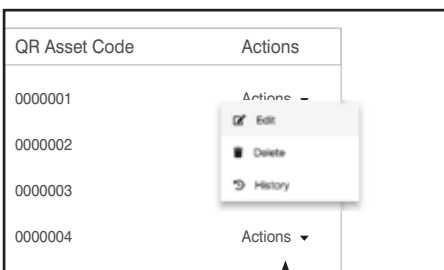 QR Asset Code Actions
0000001 Actions
Edit
0000002
Delete
0000003
History
0000004 Actions